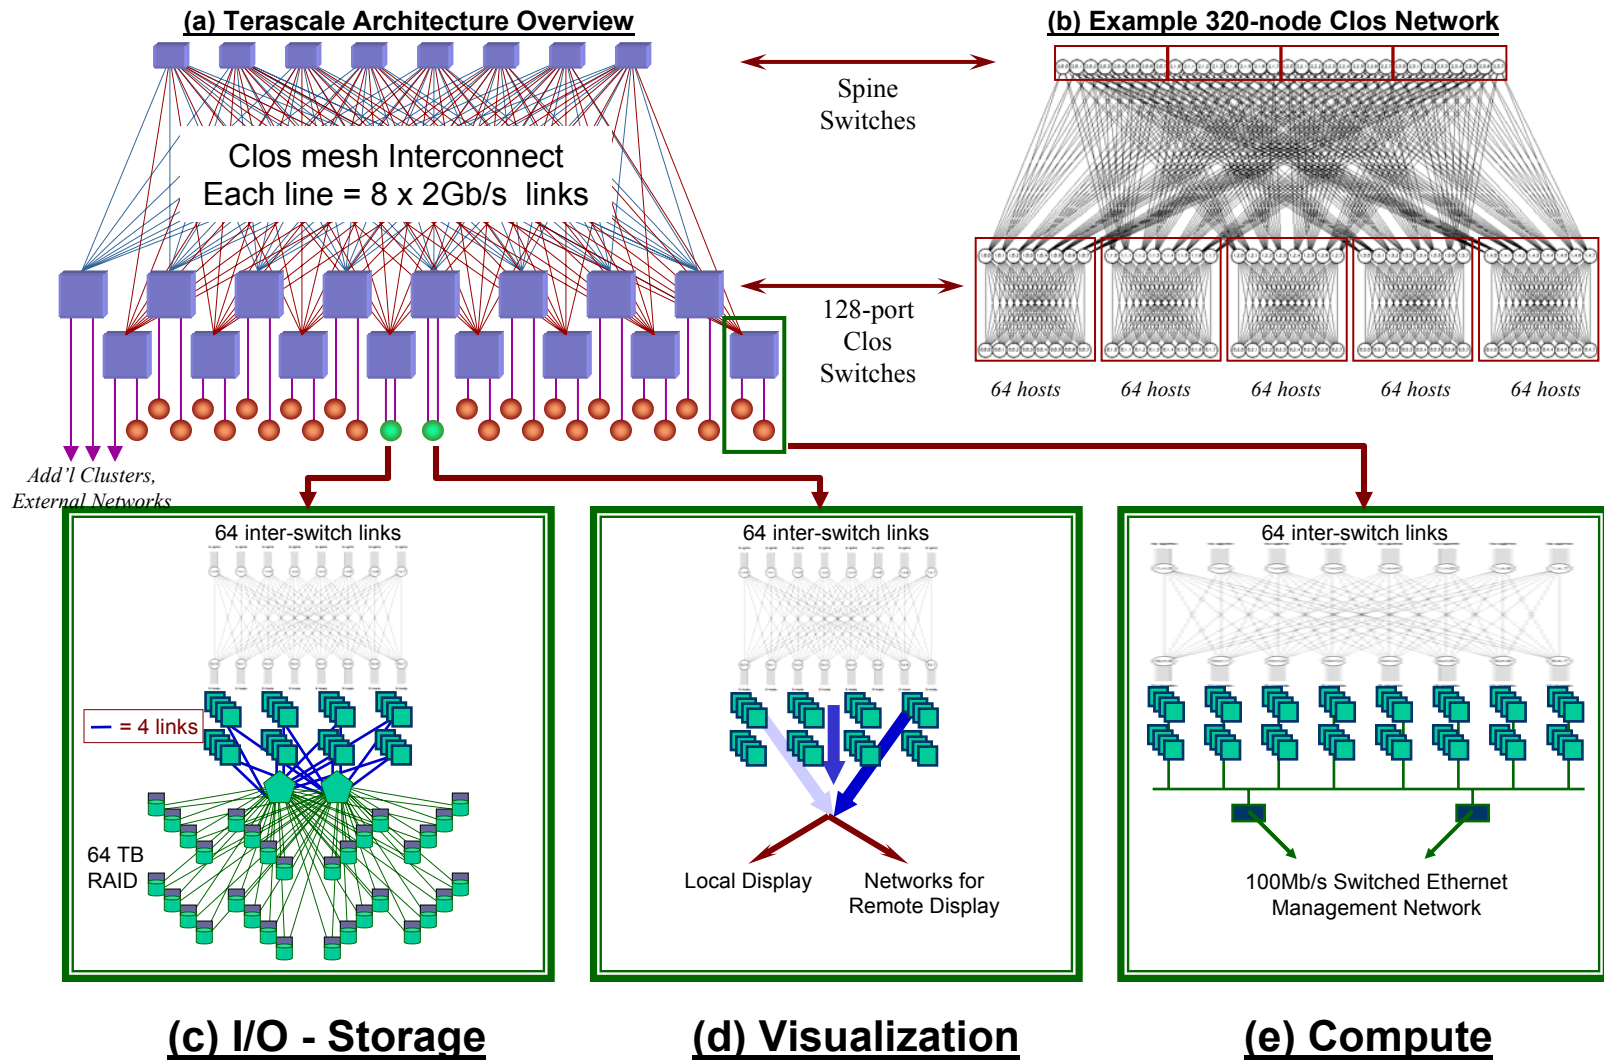 (a) Terascale Architecture Overview
(b) Example 320-node Clos Network
Spine
Switches
Clos mesh Interconnect
Each line = 8 x 2Gb/s links
128-port
Clos
Switches
64 hosts
64 hosts
64 hosts
64 hosts
64 hosts
Add'l Clusters,
External Networks
64 inter-switch links
64 inter-switch links
64 inter-switch links
= 4 links
64 TB
RAID
Local Display
Networks for
Remote Display
100Mb/s Switched Ethernet
Management Network
(c) I/O - Storage
(d) Visualization
(e) Compute